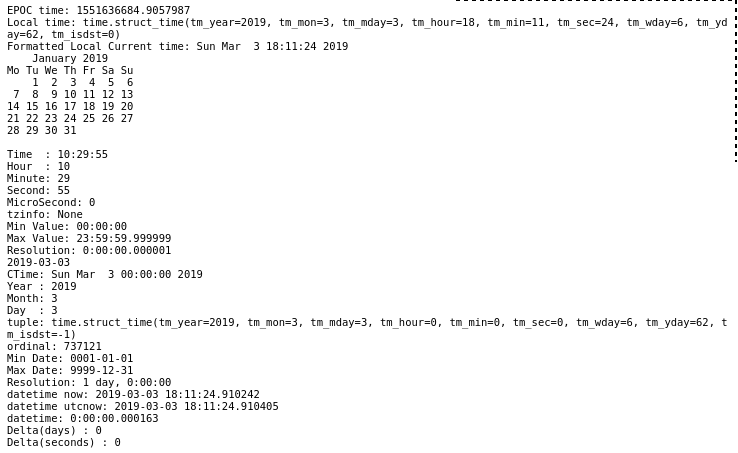 EPOC time: 1551636684.9057987
Local time: time.struct_time(tm_year=2019, tm_mon=3, tm_mday=3, tm_hour=18, tm_min=11, tm_sec=24, tm_wday=6, tm_yd
ay=62, tm_isdst=0)
Formatted Local Current time: Sun Mar  3 18:11:24 2019
    January 2019
Mo Tu We Th Fr Sa Su
    1  2  3  4  5  6
 7  8  9 10 11 12 13
14 15 16 17 18 19 20
21 22 23 24 25 26 27
28 29 30 31

Time  : 10:29:55
Hour  : 10
Minute: 29
Second: 55
MicroSecond: 0
tzinfo: None
Min Value: 00:00:00
Max Value: 23:59:59.999999
Resolution: 0:00:00.000001
2019-03-03
CTime: Sun Mar  3 00:00:00 2019
Year : 2019
Month: 3
Day  : 3
tuple: time.struct_time(tm_year=2019, tm_mon=3, tm_mday=3, tm_hour=0, tm_min=0, tm_sec=0, tm_wday=6, tm_yday=62, t
m_isdst=-1)
ordinal: 737121
Min Date: 0001-01-01
Max Date: 9999-12-31
Resolution: 1 day, 0:00:00
datetime now: 2019-03-03 18:11:24.910242
datetime utcnow: 2019-03-03 18:11:24.910405
datetime: 0:00:00.000163
Delta(days) : 0
Delta(seconds) : 0